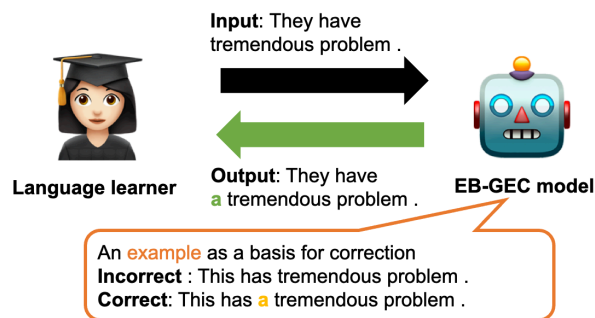 Input: They have
tremendous problem .
Language learner
Output: They have
a tremendous problem .
EB-GEC model
An example as a basis for correction
Incorrect : This has tremendous problem .
Correct: This has a tremendous problem .